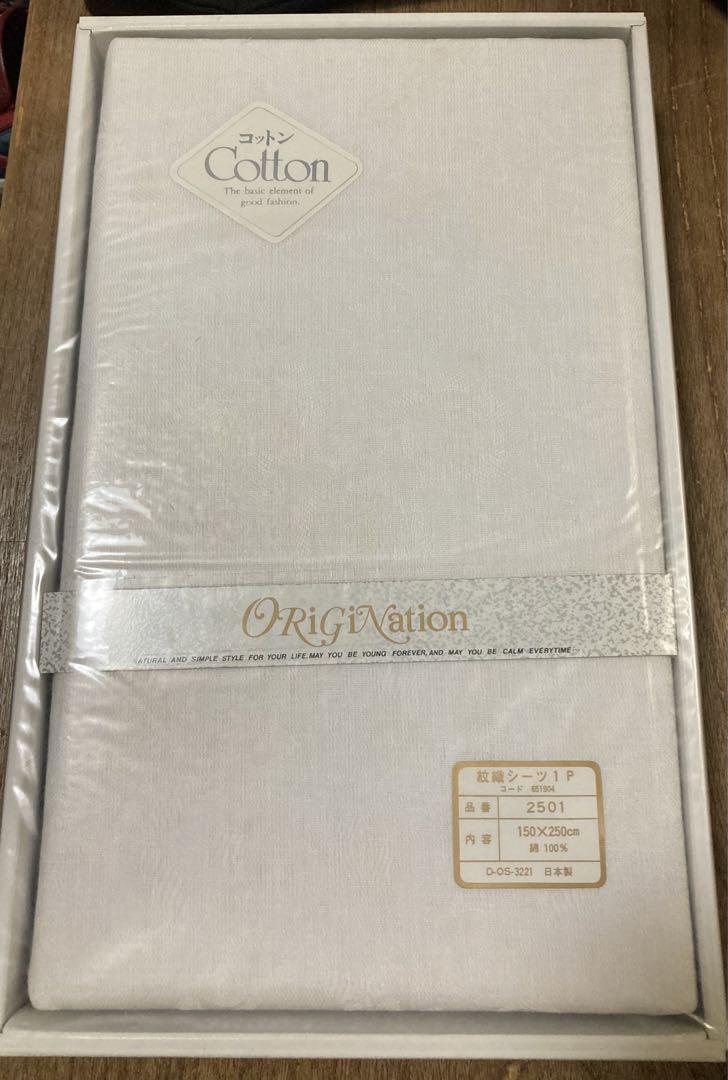 コットン
Cotton
The basic element of
good fashion.
ORiGiNation
NATURAL AND SIMPLE STYLE FOR YOUR LIFE. MAY YOU BE YOUNG FOREVER, AND MAY YOU BE CALM EVERYTIME
紋織シーツ1P
コード 651904
品番 2501
内容 150×250cm
綿 100%
D-OS-3221 日本製